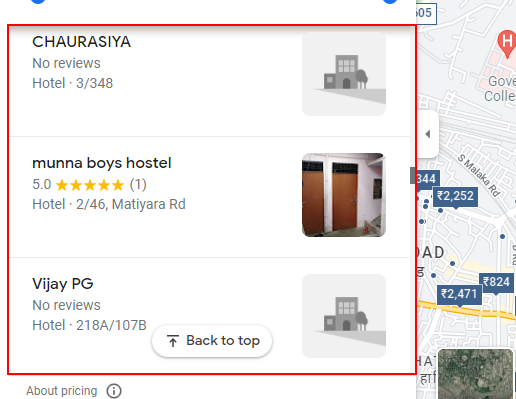 CHAURASIYA
No reviews
Hotel · 3/348
munna boys hostel
5.0 ★★★★★ (1)
Hotel · 2/46, Matiyara Rd
Vijay PG
No reviews
Hotel · 218A/107B
Back to top
About pricing
605
H
Gove
Colle
S Malaka Rd
344
₹2,252
OAD
₹824
₹2,471